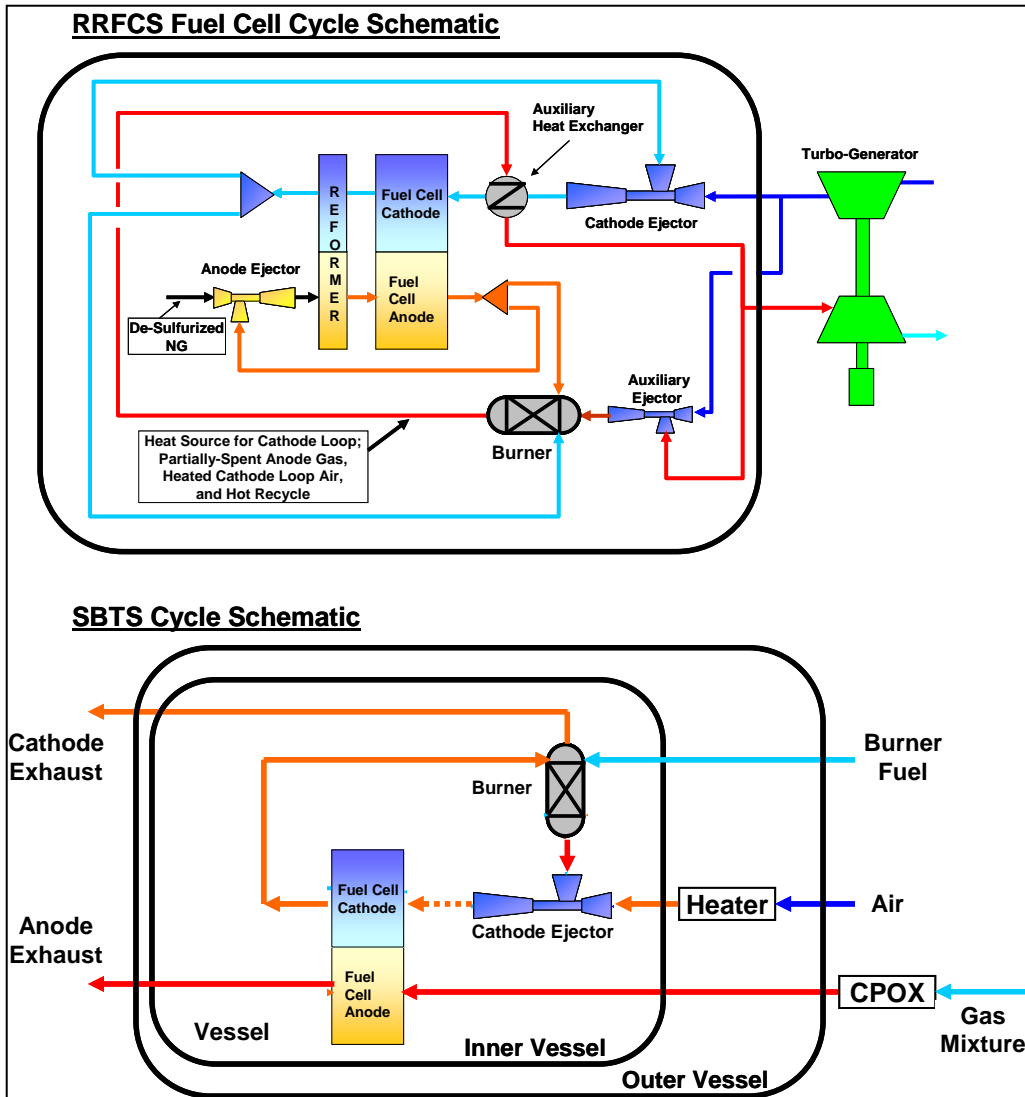 RRFCS Fuel Cell Cycle Schematic
Auxiliary
Heat Exchanger
Turbo-Generator
R
E
F
O
R
M
E
R
Fuel Cell
Cathode
Cathode Ejector
Anode Ejector
Fuel
Cell
Anode
De-Sulfurized
NG
Auxiliary
Ejector
Burner
Heat Source for Cathode Loop;
Partially-Spent Anode Gas,
Heated Cathode Loop Air,
and Hot Recycle
SBTS Cycle Schematic
Cathode
Exhaust
Burner
Fuel
Burner
Fuel Cell
Cathode
Cathode Ejector
Heater
Air
Anode
Exhaust
Fuel
Cell
Anode
CPOX
Gas
Mixture
Vessel
Inner Vessel
Outer Vessel